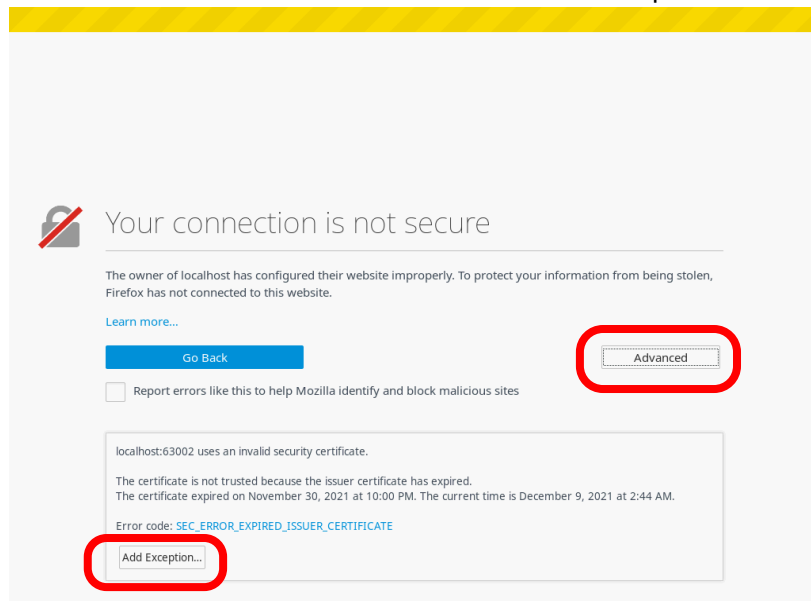 Your connection is not secure
The owner of localhost has configured their website improperly. To protect your information from being stolen,
Firefox has not connected to this website.
Learn more...
Go Back
Advanced
Report errors like this to help Mozilla identify and block malicious sites
localhost:63002 uses an invalid security certificate.
The certificate is not trusted because the issuer certificate has expired.
The certificate expired on November 30, 2021 at 10:00 PM. The current time is December 9, 2021 at 2:44 AM.
Error code: SEC_ERROR_EXPIRED_ISSUER_CERTIFICATE
Add Exception...